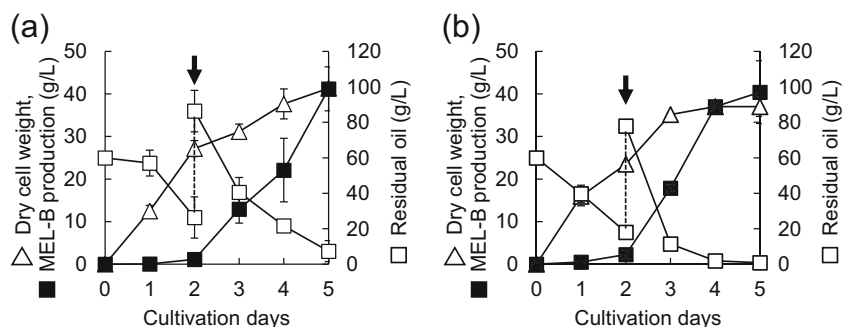 (a)
50
40
30
20
10
0
0 1 2 3 4 5
120
100
80
60
40
20
0
Dry cell weight,
MEL-B production (g/L)
Residual oil (g/L)
Cultivation days
(b)
50
40
30
20
10
0
0 1 2 3 4 5
120
100
80
60
40
20
0
Dry cell weight,
MEL-B production (g/L)
Residual oil (g/L)
Cultivation days